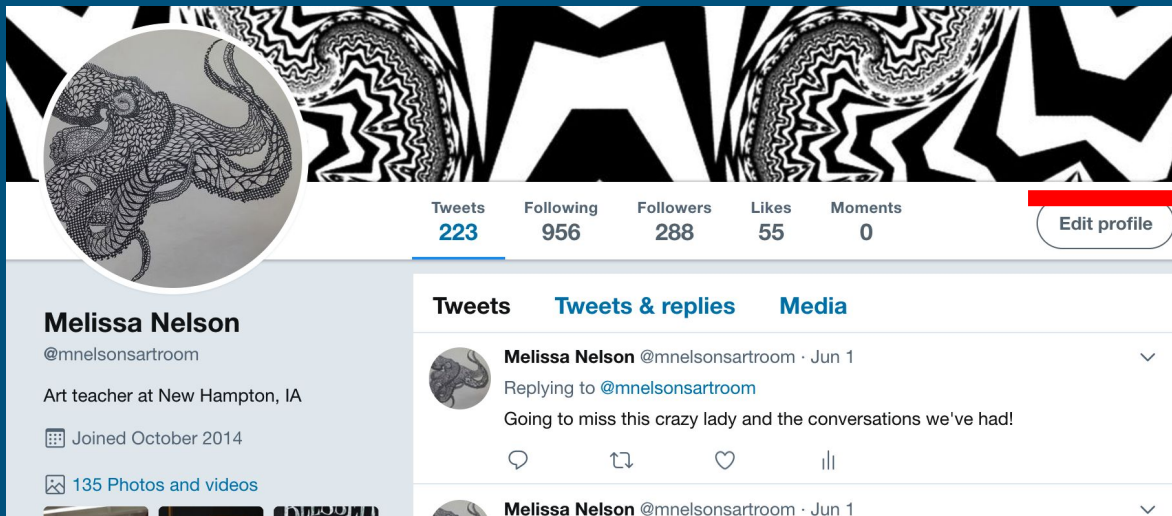 Tweets Following Followers Likes Moments
223 956 288 55 0
Edit profile
Melissa Nelson
@mnelsonsartroom
Art teacher at New Hampton, IA
Joined October 2014
135 Photos and videos
Tweets Tweets & replies Media
Melissa Nelson @mnelsonsartroom · Jun 1
Replying to @mnelsonsartroom
Going to miss this crazy lady and the conversations we've had!
Melissa Nelson @mnelsonsartroom · Jun 1